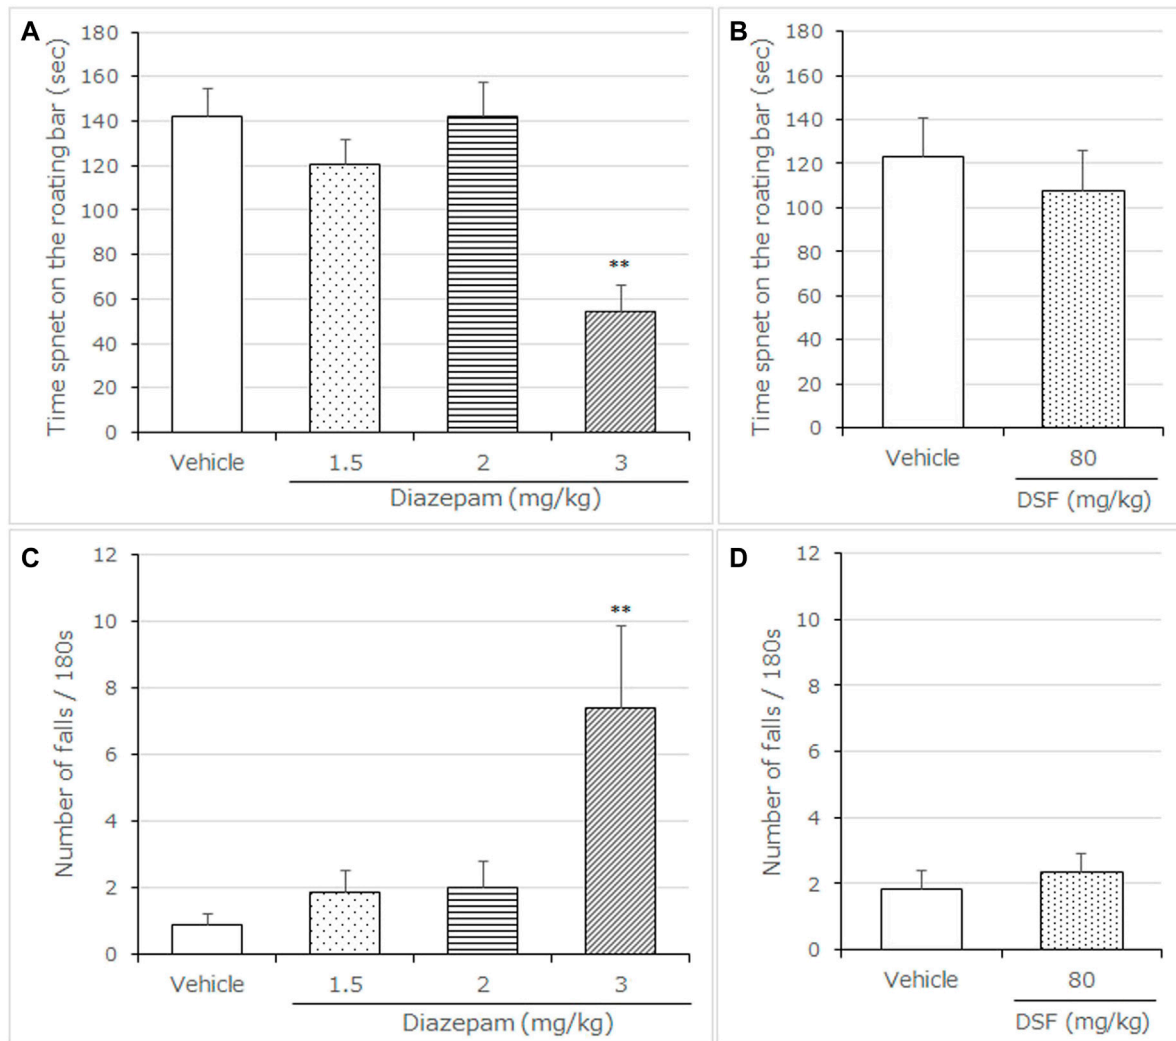 A
Time spnet on the roating bar (sec)
180
160
140
120
100
80
60
40
20
0
**
Vehicle 1.5 2 3
Diazepam (mg/kg)
B
Time spnet on the roating bar (sec)
180
160
140
120
100
80
60
40
20
0
Vehicle 80
DSF (mg/kg)
C
Number of falls / 180s
12
10
8
6
4
2
0
**
Vehicle 1.5 2 3
Diazepam (mg/kg)
D
Number of falls / 180s
12
10
8
6
4
2
0
Vehicle 80
DSF (mg/kg)